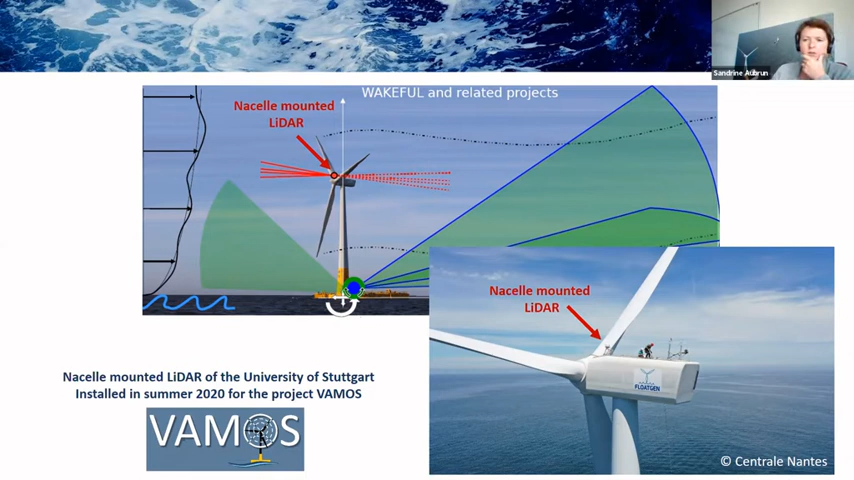 Sandrine Aubrun
WAKEFUL and related projects
Nacelle mounted
LiDAR
Nacelle mounted
LiDAR
FLOATGEN
Nacelle mounted LiDAR of the University of Stuttgart
Installed in summer 2020 for the project VAMOS
VAMOS
© Centrale Nantes